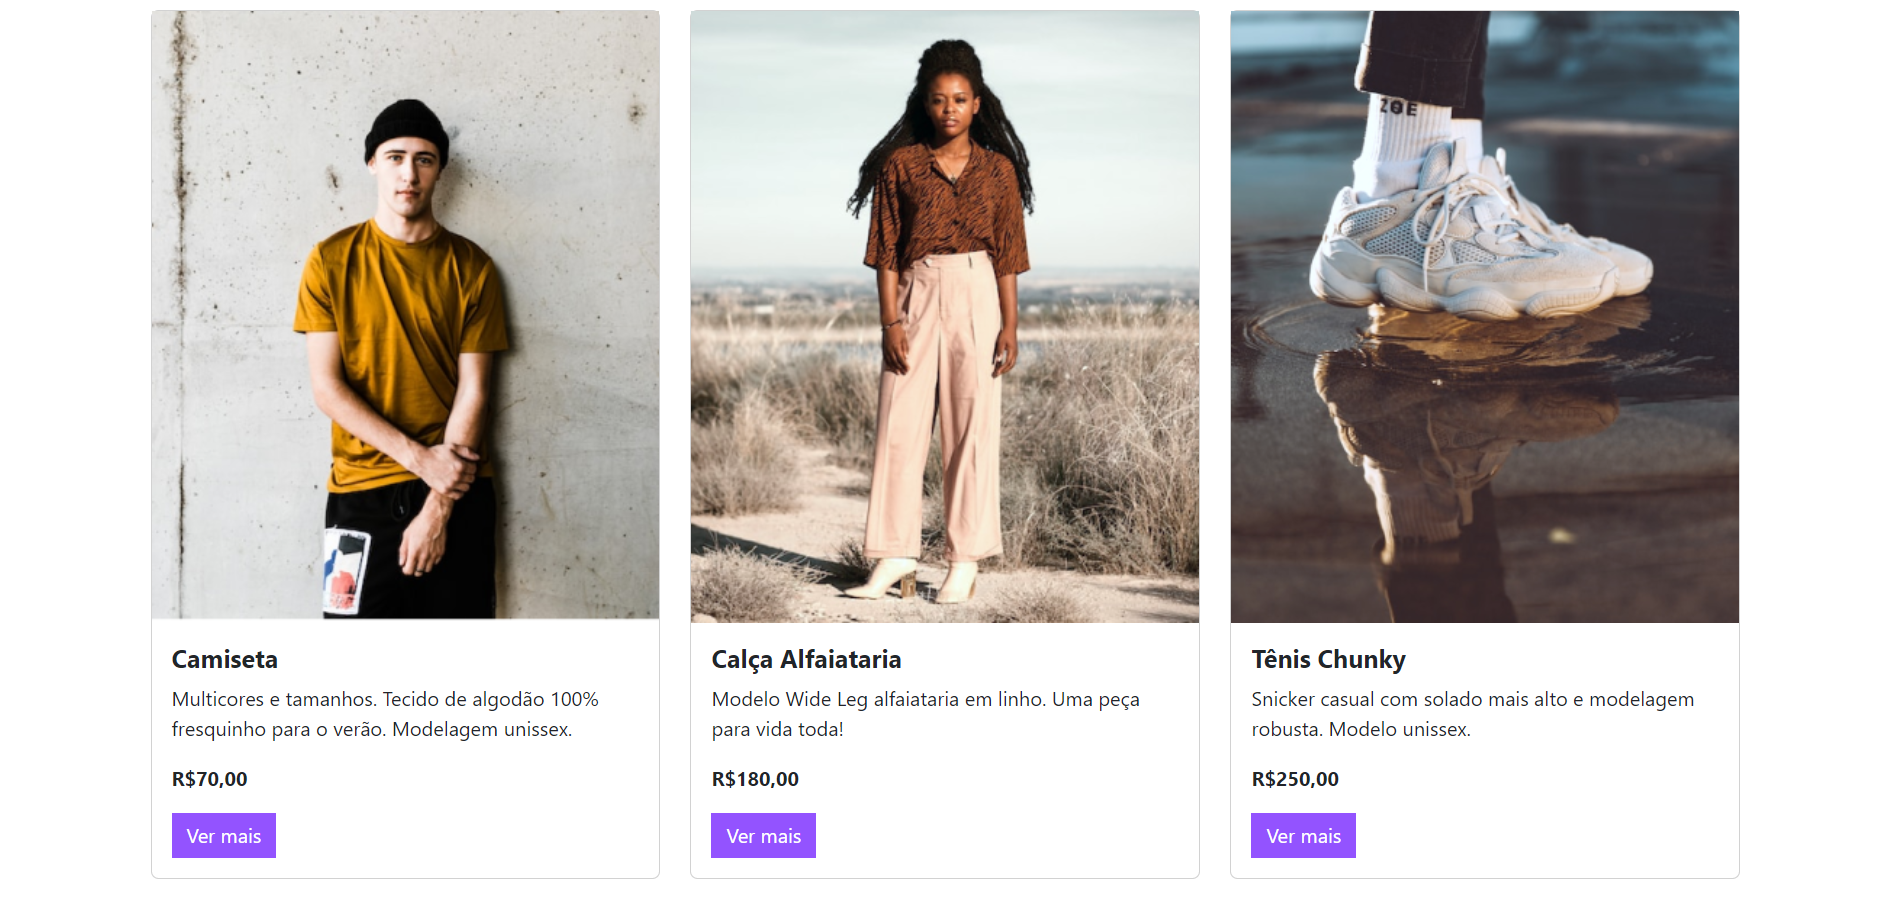 ZOE
Camiseta
Multicores e tamanhos. Tecido de algodão 100%
fresquinho para o verão. Modelagem unissex.
R$70,00
Ver mais
Calça Alfaiataria
Modelo Wide Leg alfaiataria em linho. Uma peça
para vida toda!
R$180,00
Ver mais
Tênis Chunky
Snicker casual com solado mais alto e modelagem
robusta. Modelo unissex.
R$250,00
Ver mais